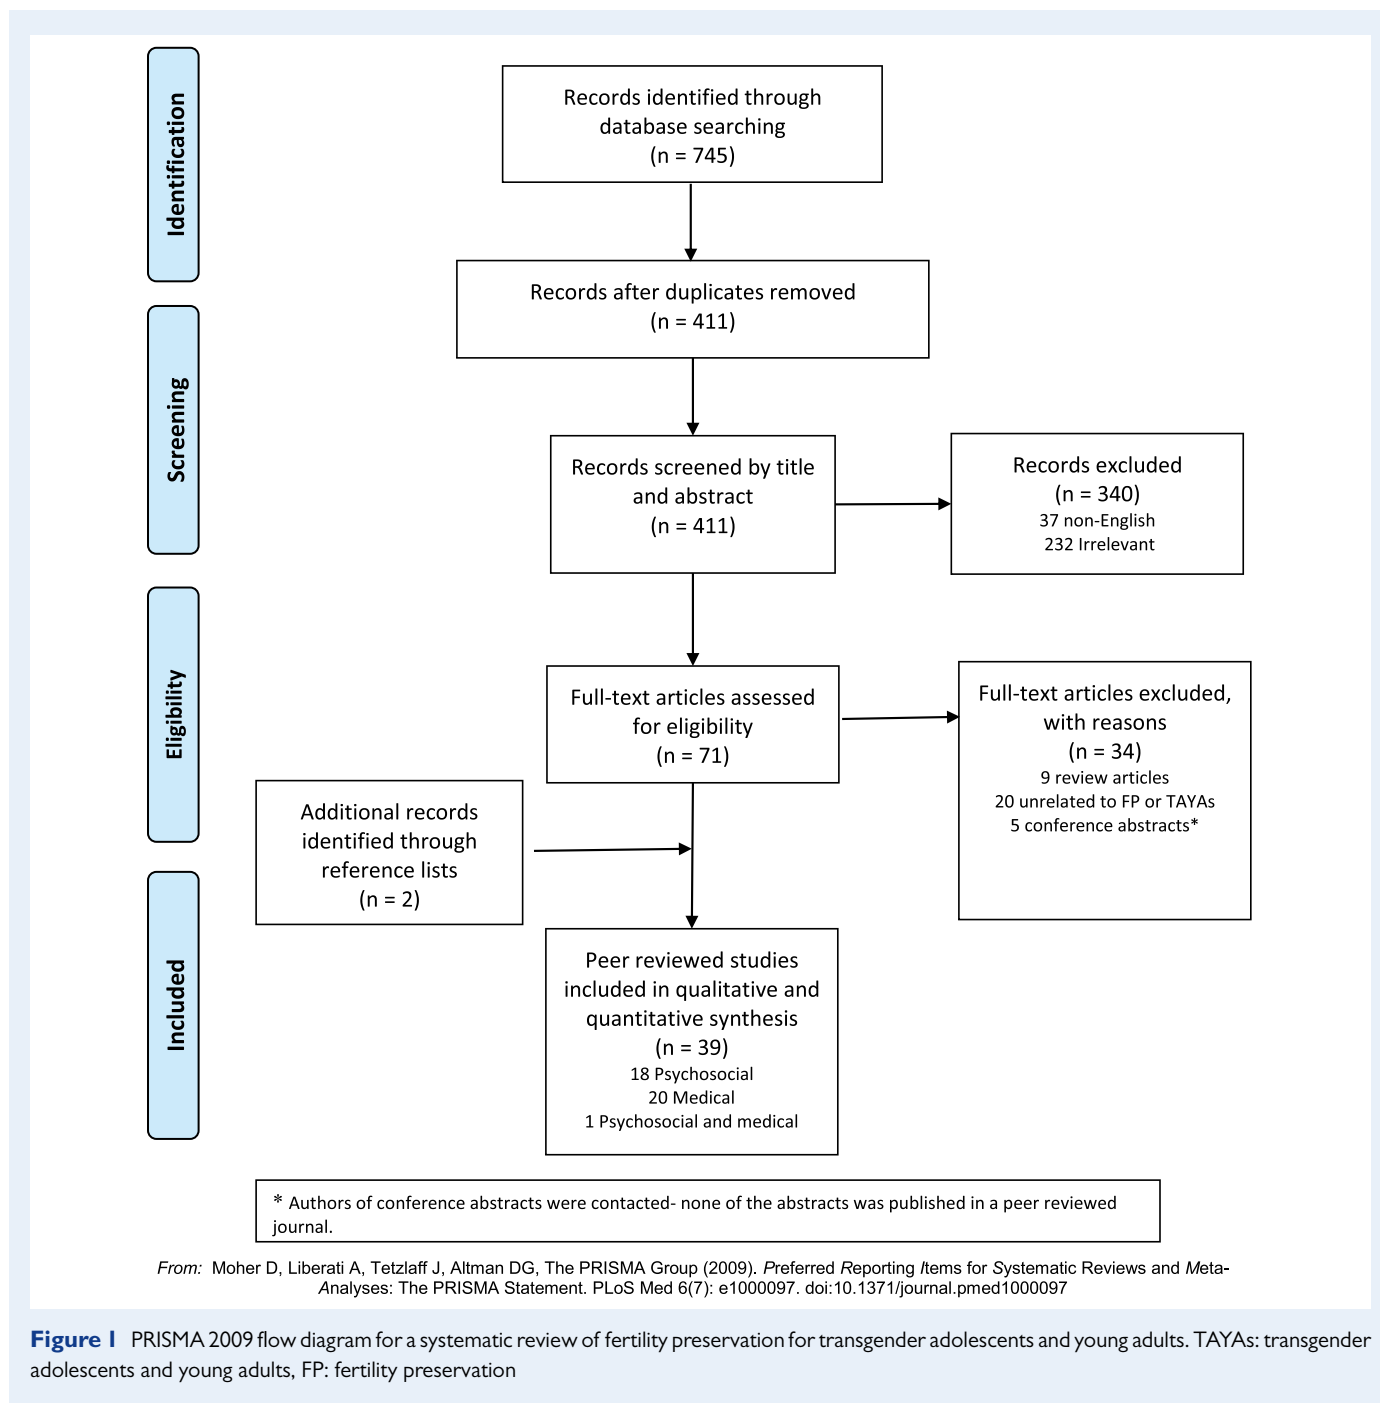 Identification
Records identified through
database searching
(n = 745)
Records after duplicates removed
(n = 411)
Screening
Records screened by title
and abstract
(n = 411)
Records excluded
(n = 340)
37 non-English
232 Irrelevant
Eligibility
Full-text articles assessed
for eligibility
(n = 71)
Full-text articles excluded,
with reasons
(n = 34)
9 review articles
20 unrelated to FP or TAYAs
5 conference abstracts*
Additional records
identified through
reference lists
(n = 2)
Included
Peer reviewed studies
included in qualitative and
quantitative synthesis
(n = 39)
18 Psychosocial
20 Medical
1 Psychosocial and medical
* Authors of conference abstracts were contacted- none of the abstracts was published in a peer reviewed
journal.
From: Moher D, Liberati A, Tetzlaff J, Altman DG, The PRISMA Group (2009). Preferred Reporting Items for Systematic Reviews and Meta-
Analyses: The PRISMA Statement. PLoS Med 6(7): e1000097. doi:10.1371/journal.pmed1000097
Figure 1 PRISMA 2009 flow diagram for a systematic review of fertility preservation for transgender adolescents and young adults. TAYAs: transgender
adolescents and young adults, FP: fertility preservation